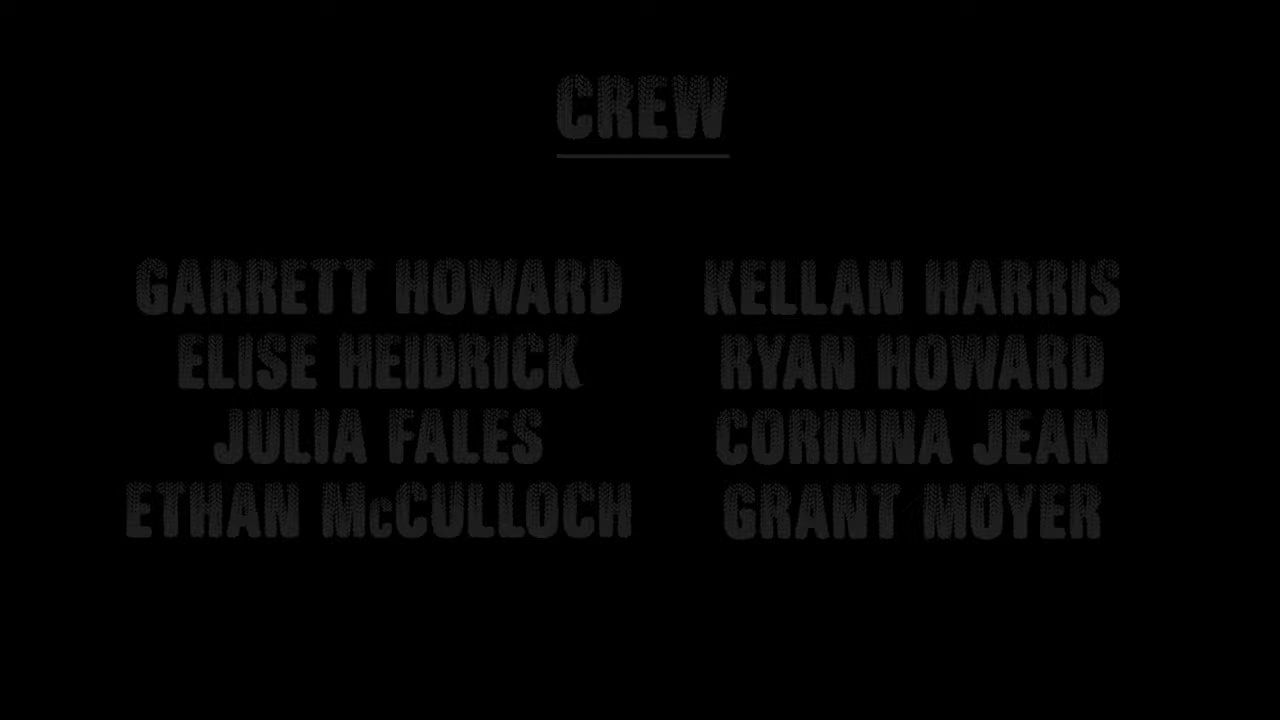 CREW
GARRETT HOWARD
ELISE HEIDRICK
JULIA FALES
ETHAN McCULLOCH
KELLAN HARRIS
RYAN HOWARD
CORINNA JEAN
GRANT MOYER